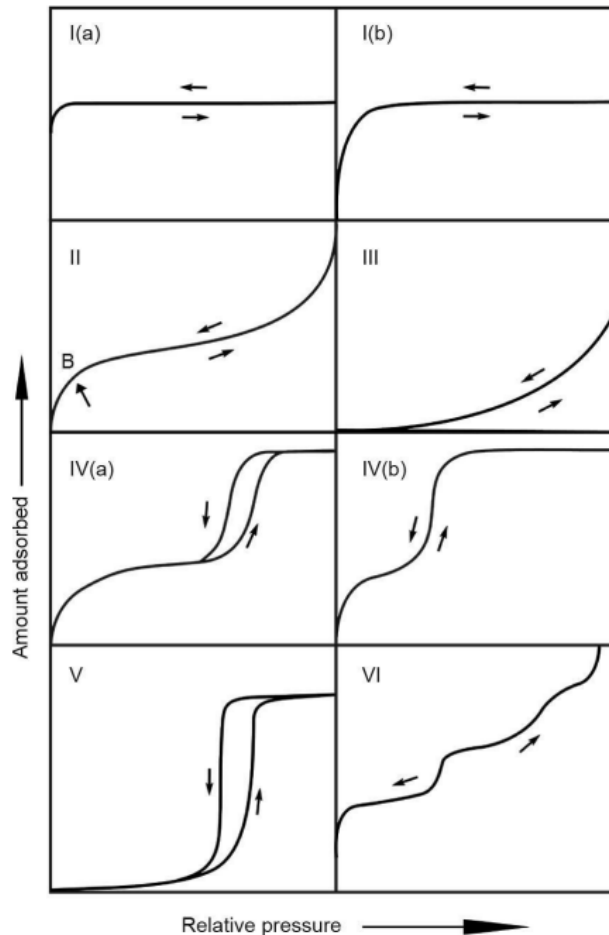 I(a)
I(b)
II
III
B
IV(a)
IV(b)
V
VI
Amount adsorbed
Relative pressure